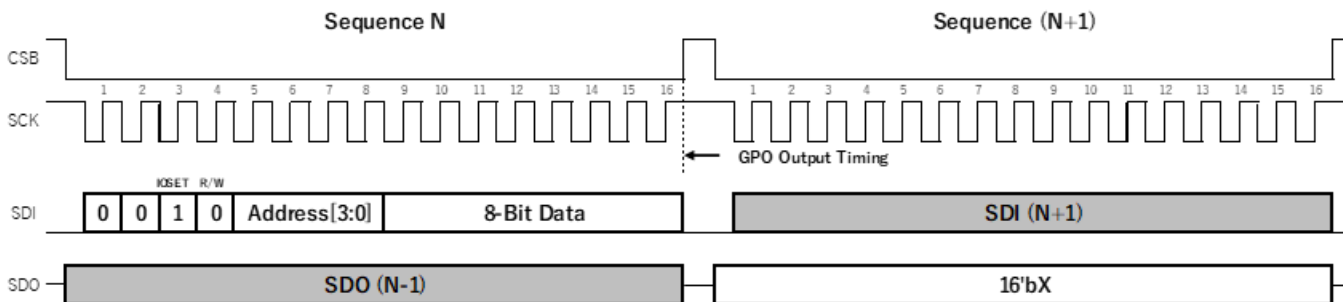 Sequence N Sequence (N+1)
CSB
1 2 3 4 5 6 7 8 9 10 11 12 13 14 15 16 1 2 3 4 5 6 7 8 9 10 11 12 13 14 15 16
SCK
GPO Output Timing
IOSET R/W
SDI 0 0 1 0 Address[3:0] 8-Bit Data SDI (N+1)
SDO SDO (N-1) 16'bX